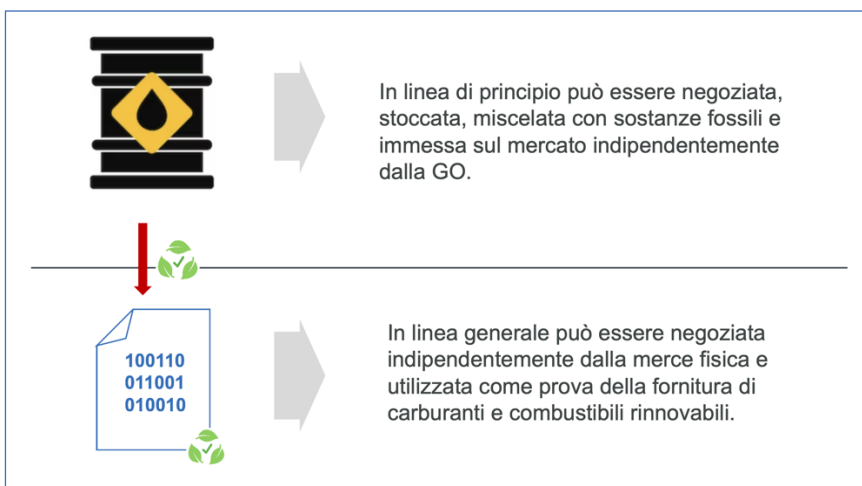 In linea di principio può essere negoziata,
stoccata, miscelata con sostanze fossili e
immessa sul mercato indipendentemente
dalla GO.
100110
011001
010010
In linea generale può essere negoziata
indipendentemente dalla merce fisica e
utilizzata come prova della fornitura di
carburanti e combustibili rinnovabili.